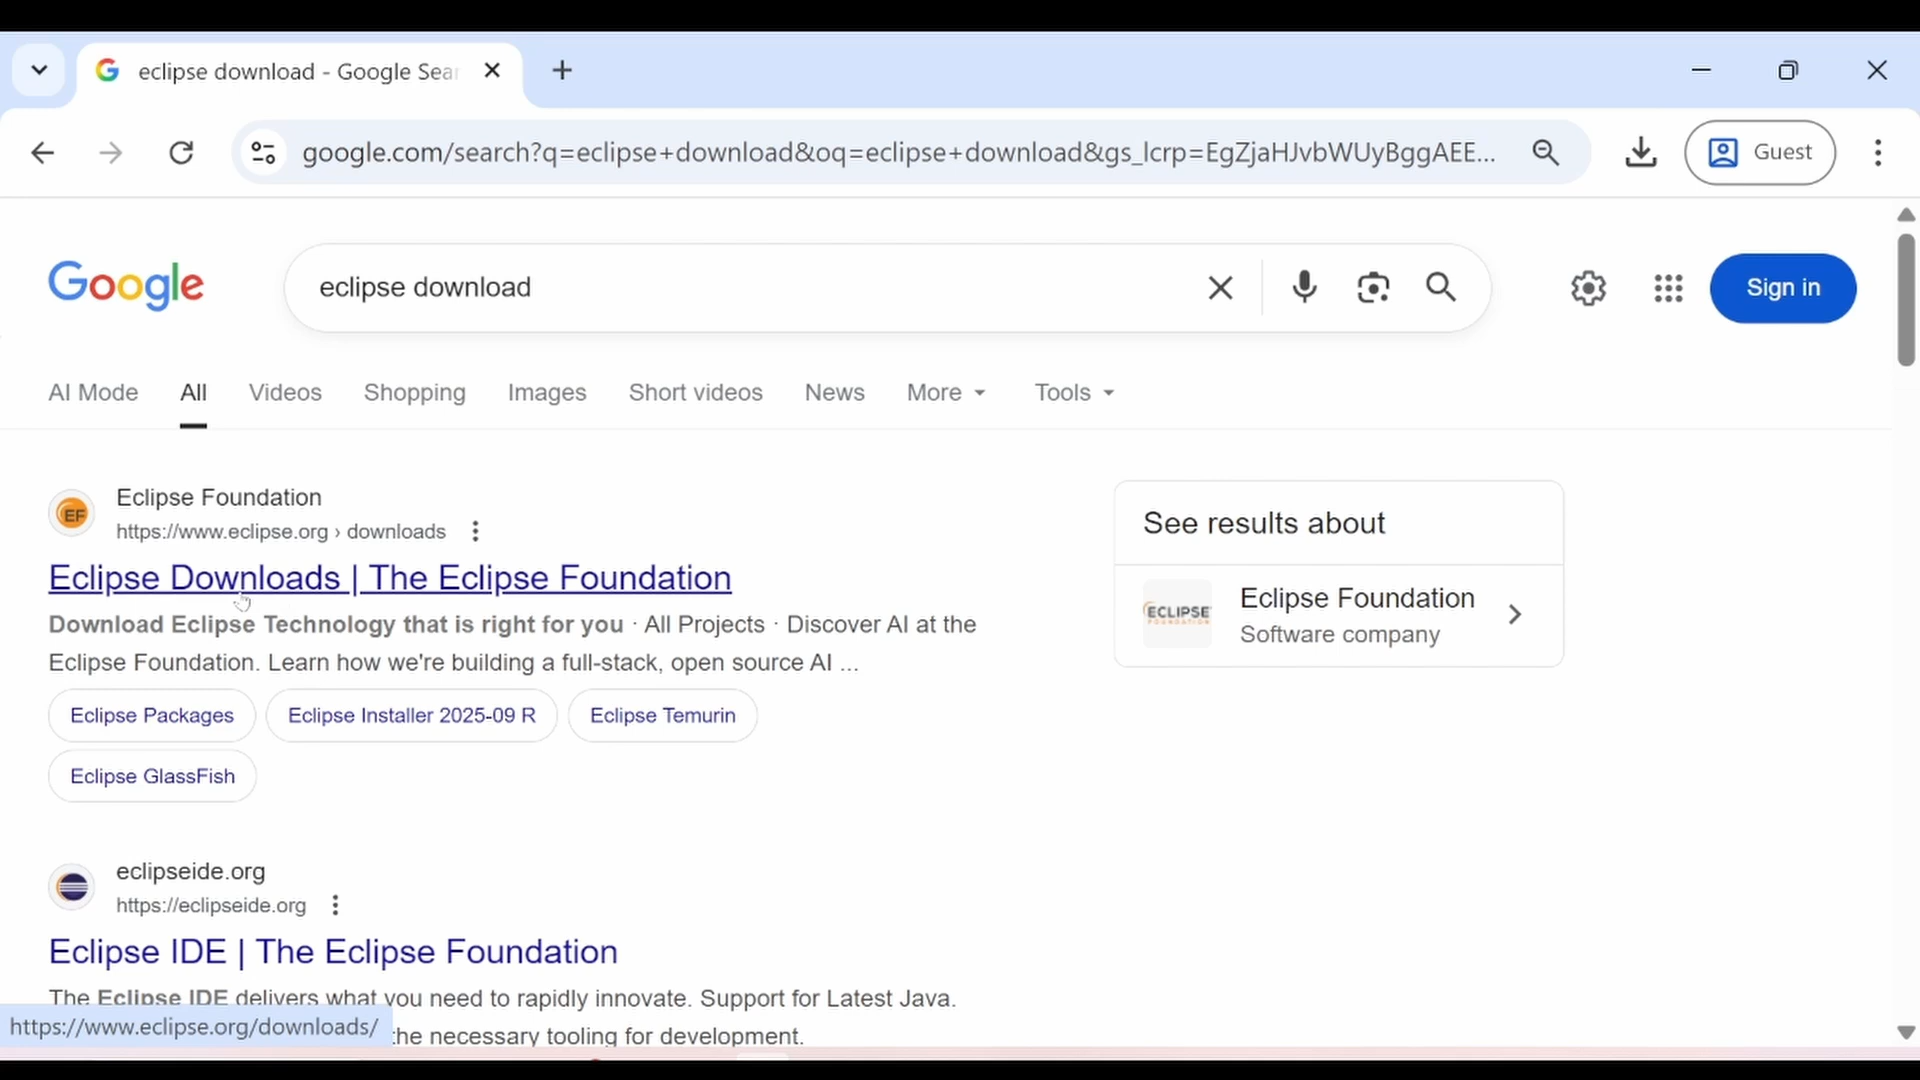 eclipse download - Google Sear
google.com/search?q=eclipse+download&oq=eclipse+download&gs_lcrp=EgZjaHJvbWUyBggAEE...
Guest
Google
eclipse download
Sign in
AI Mode
All
Videos
Shopping
Images
Short videos
News
More
Tools
EF
Eclipse Foundation
https://www.eclipse.org › downloads
Eclipse Downloads | The Eclipse Foundation
Download Eclipse Technology that is right for you · All Projects · Discover AI at the
Eclipse Foundation. Learn how we're building a full-stack, open source AI ...
Eclipse Packages
Eclipse Installer 2025-09 R
Eclipse Temurin
Eclipse GlassFish
See results about
ECLIPSE
FOUNDATION
Eclipse Foundation
Software company
eclipseide.org
https://eclipseide.org
Eclipse IDE | The Eclipse Foundation
The Eclipse IDE delivers what you need to rapidly innovate. Support for Latest Java.
the necessary tooling for development.
https://www.eclipse.org/downloads/